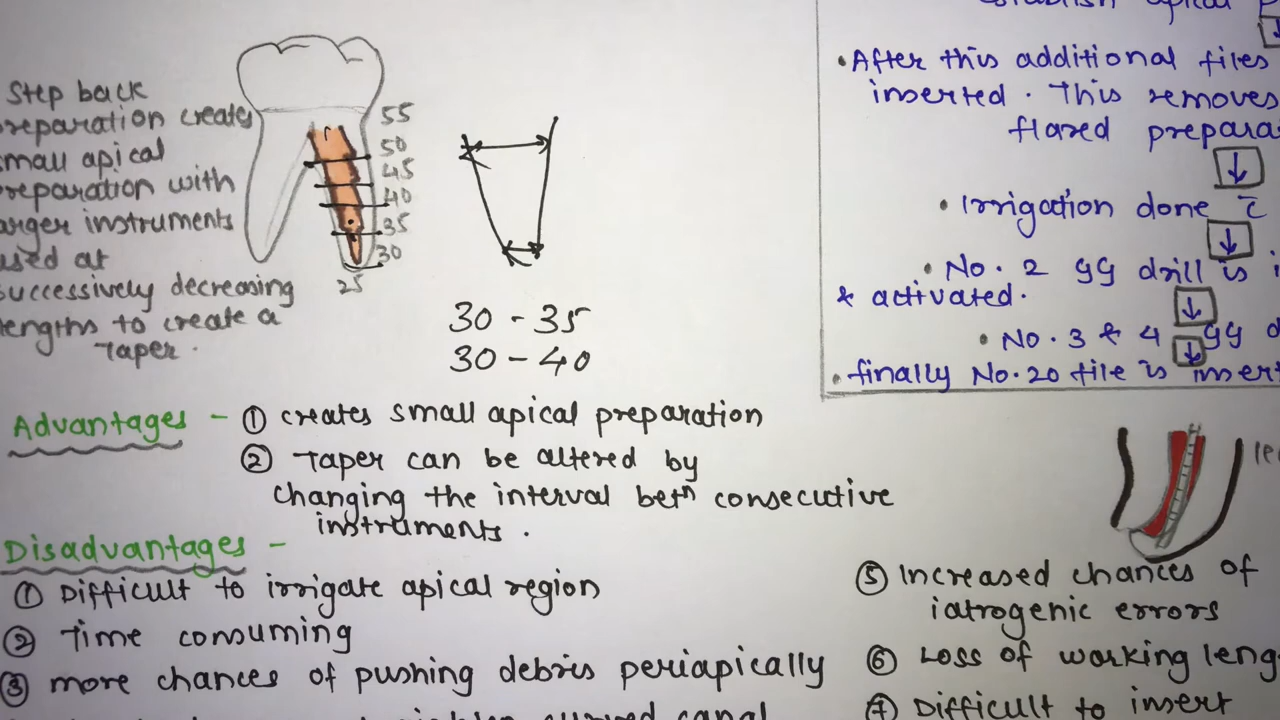 Step back
reparation creates
small apical
preparation with
larger instruments
used at
successively decreasing
lengths to create a
Taper.
55
50
45
40
35
30
25
30 - 35
30 - 40
• After this additional files
inserted. This removes
flared prepara
• Irrigation done c̄
• No. 2 GG drill is i
& activated.
• No. 3 & 4 GG d
• finally No. 20 file is insert
Advantages - ① creates small apical preparation
② Taper can be altered by
changing the interval betn consecutive
instruments.
Disadvantages -
① Difficult to irrigate apical region
② Time consuming
③ more chances of pushing debris periapically
curved canal
⑤ Increased chances of
iatrogenic errors
⑥ Loss of working leng
⑦ Difficult to insert